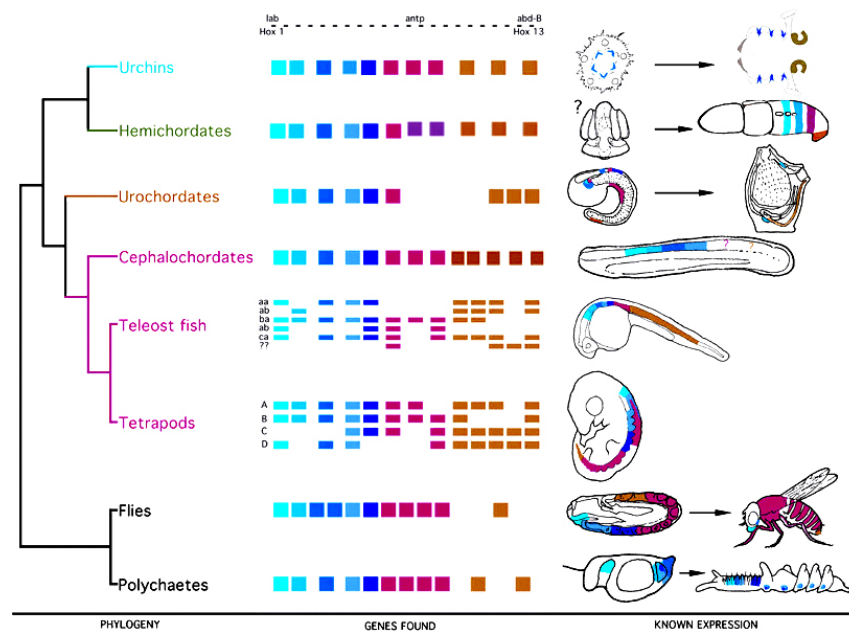 lab antp abd-B
Hox 1 Hox 13
Urchins
Hemichordates
?
Urochordates
Cephalochordates
? ?
aa
ab
Teleost fish
ba
ab
ca
??
A
Tetrapods
B
C
D
Flies
Polychaetes
PHYLOGENY GENES FOUND KNOWN EXPRESSION